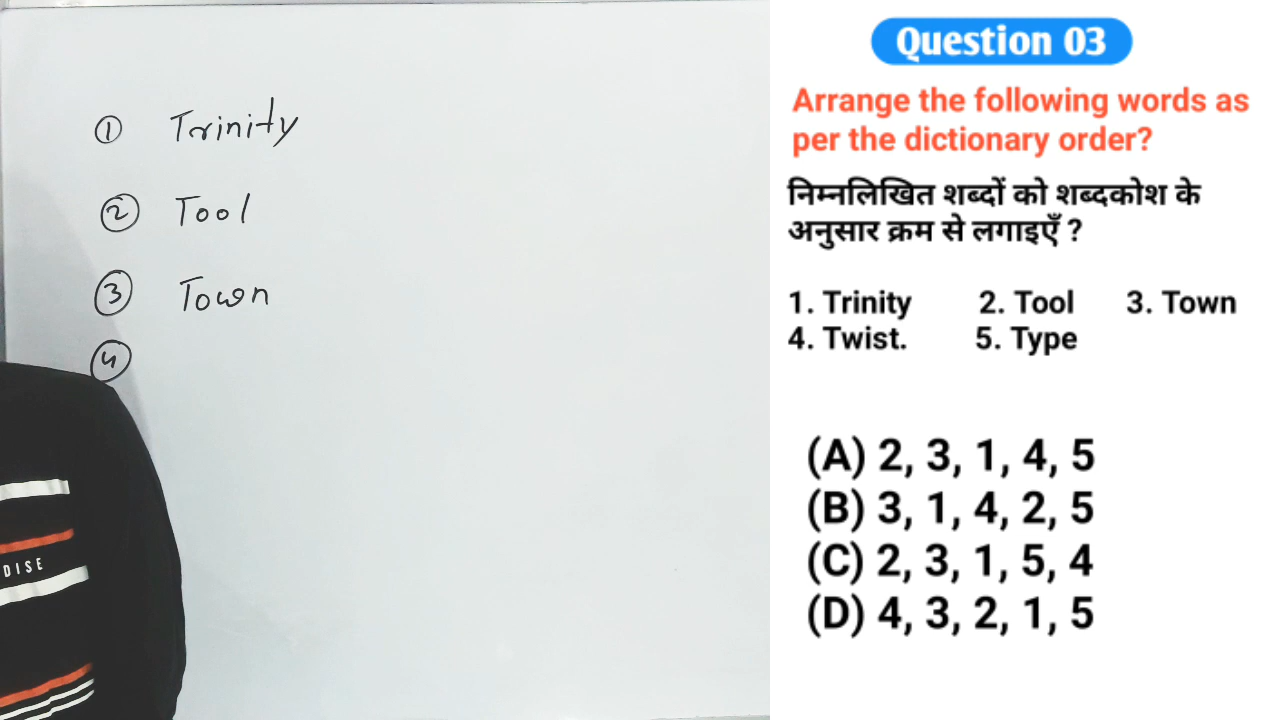 ① Trinity
② Tool
③ Town
④
DISE
Question 03
Arrange the following words as
per the dictionary order?
निम्नलिखित शब्दों को शब्दकोश के
अनुसार क्रम से लगाइएँ ?
1. Trinity 2. Tool 3. Town
4. Twist. 5. Type
(A) 2, 3, 1, 4, 5
(B) 3, 1, 4, 2, 5
(C) 2, 3, 1, 5, 4
(D) 4, 3, 2, 1, 5